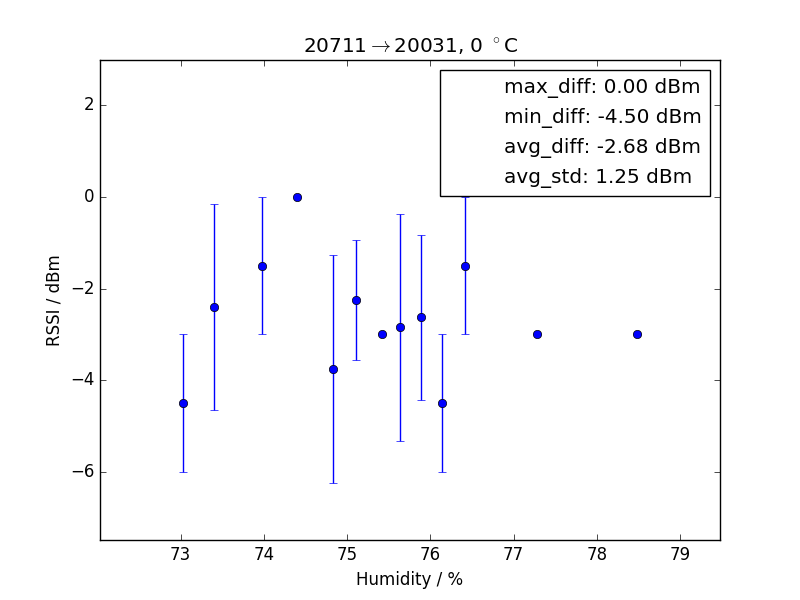 20711→20031, 0 °C
max_diff: 0.00 dBm
min_diff: -4.50 dBm
avg_diff: -2.68 dBm
avg_std: 1.25 dBm
2
0
−2
−4
−6
RSSI / dBm
73 74 75 76 77 78 79
Humidity / %